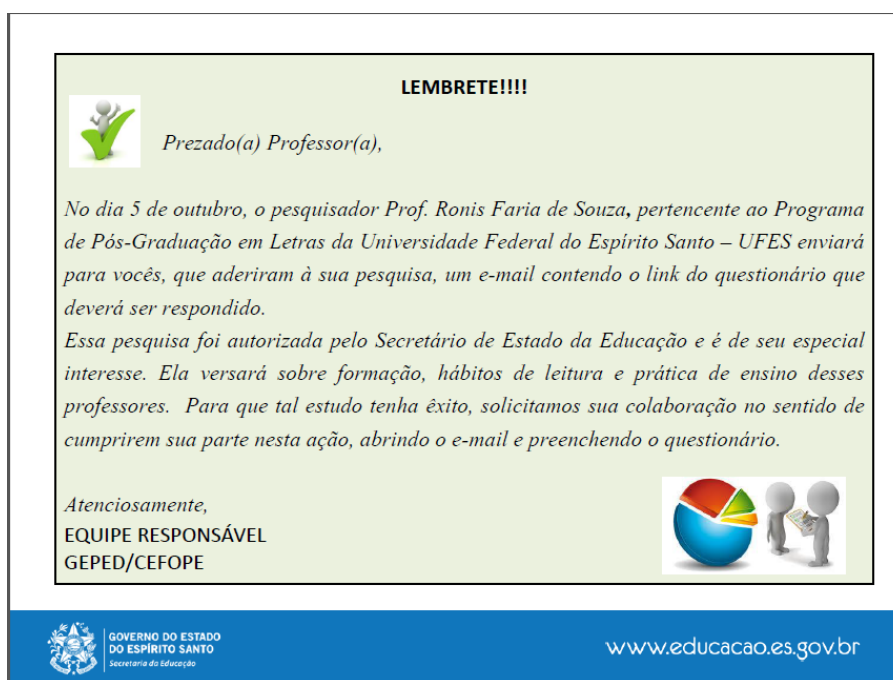 LEMBRETE!!!!
Prezado(a) Professor(a),
No dia 5 de outubro, o pesquisador Prof. Ronis Faria de Souza, pertencente ao Programa
de Pós-Graduação em Letras da Universidade Federal do Espírito Santo – UFES enviará
para vocês, que aderiram à sua pesquisa, um e-mail contendo o link do questionário que
deverá ser respondido.
Essa pesquisa foi autorizada pelo Secretário de Estado da Educação e é de seu especial
interesse. Ela versará sobre formação, hábitos de leitura e prática de ensino desses
professores. Para que tal estudo tenha êxito, solicitamos sua colaboração no sentido de
cumprirem sua parte nesta ação, abrindo o e-mail e preenchendo o questionário.
Atenciosamente,
EQUIPE RESPONSÁVEL
GEPED/CEFOPE
GOVERNO DO ESTADO
DO ESPÍRITO SANTO
Secretaria da Educação
www.educacao.es.gov.br